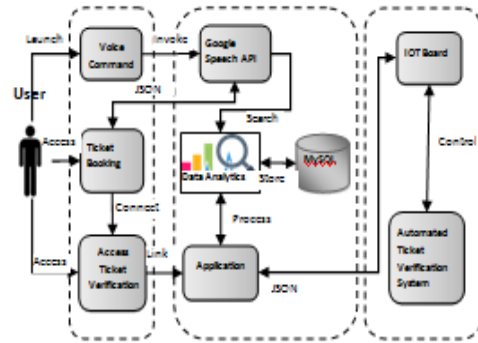 Launch
Voice
Command
Invoke
Google
Speech API
IOT Board
JSON
User
Access
Ticket
Booking
Search
Data Analytics
Store
MySQL
Control
Connect
Process
Access
Access
Ticket
Verification
Link
Application
JSON
Automated
Ticket
Verification
System